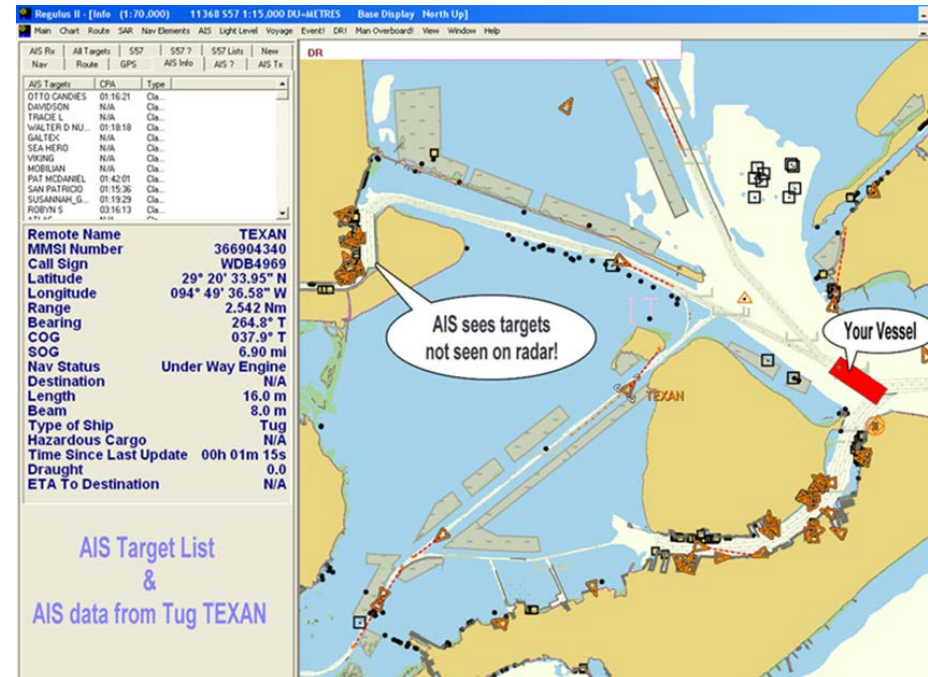 Regulus II - [Info (1:70,000) 11368 S57 1:15,000 DU=METRES Base Display North Up]
Main Chart Route SAR Nav Elements AIS Light Level Voyage Event! DR! Man Overboard! View Window Help
AIS Rx All Targets S57 S57 ? S57 Lists New
Nav Route GPS AIS Info AIS ? AIS Tx
AIS Targets CPA Type
OTTO CANDIES 01:16:21 Cla...
DAVIDSON N/A Cla...
TRACIE L N/A Cla...
WALTER D NU... 01:18:18 Cla...
GALTEX N/A Cla...
SEA HERO N/A Cla...
VIKING N/A Cla...
MOBILIAN N/A Cla...
PAT MCDANIEL 01:42:01 Cla...
SAN PATRICIO 01:15:36 Cla...
SUSANNAH_G... 01:19:29 Cla...
ROBYN S 03:16:13 Cla...
Remote Name TEXAN
MMSI Number 366904340
Call Sign WDB4969
Latitude 29° 20' 33.95" N
Longitude 094° 49' 36.58" W
Range 2.542 Nm
Bearing 264.8° T
COG 037.9° T
SOG 6.90 mi
Nav Status Under Way Engine
Destination N/A
Length 16.0 m
Beam 8.0 m
Type of Ship Tug
Hazardous Cargo N/A
Time Since Last Update 00h 01m 15s
Draught 0.0
ETA To Destination N/A
AIS Target List
&
AIS data from Tug TEXAN
DR
AIS sees targets
not seen on radar!
Your Vessel
TEXAN